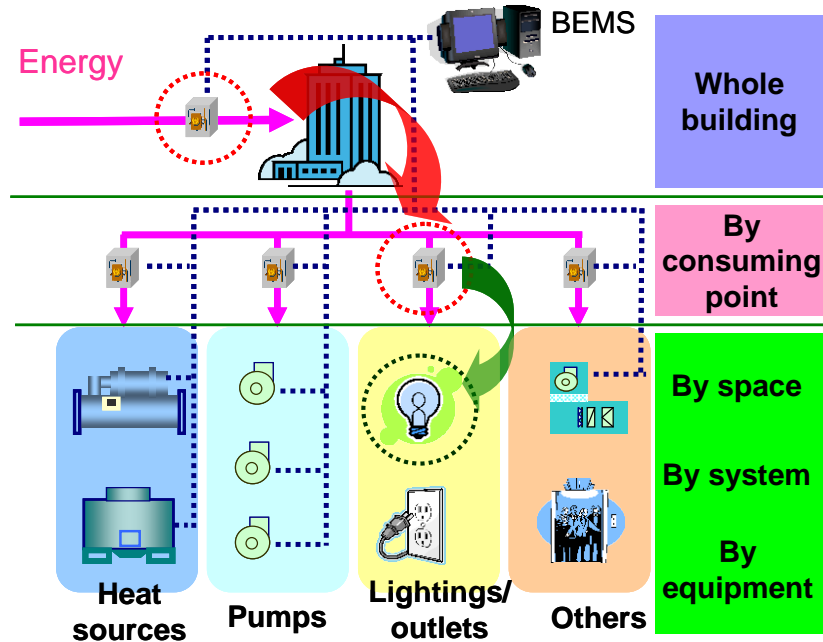 BEMS
Energy
Whole
building
By
consuming
point
By space
By system
By
equipment
Heat
sources
Pumps
Lightings/
outlets
Others